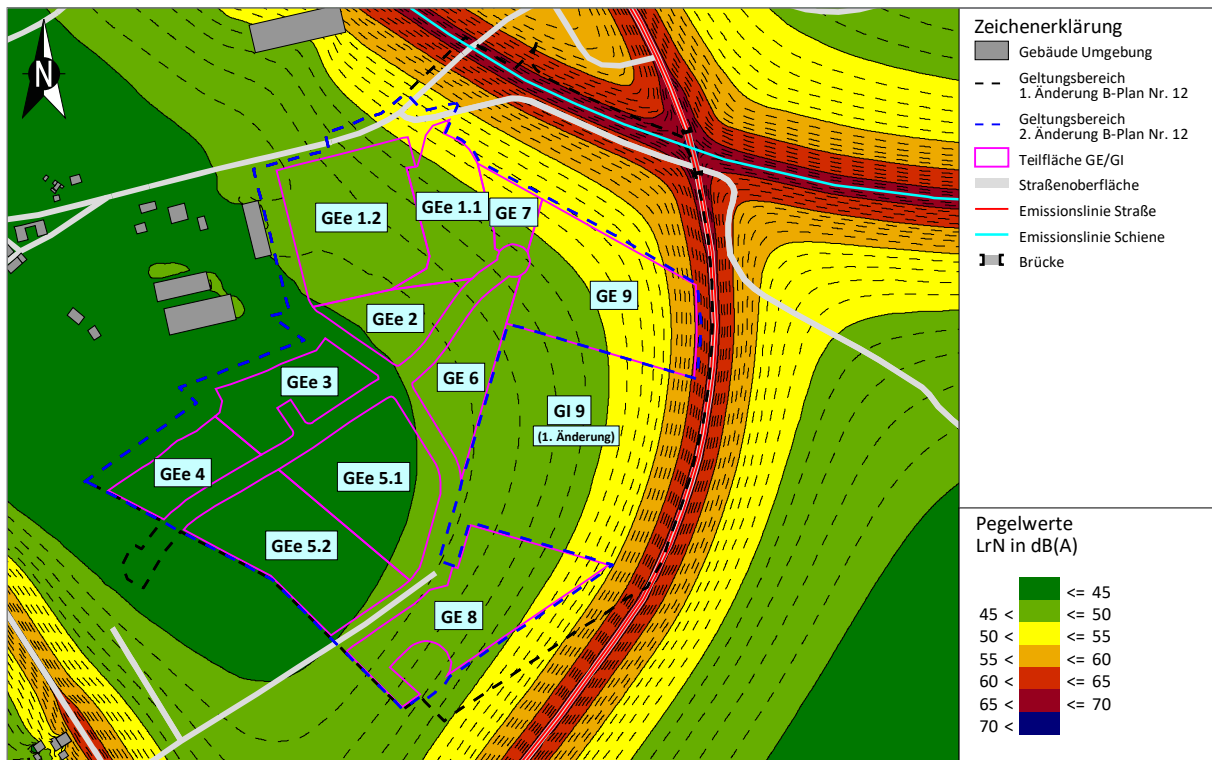 N
GEe 1.2
GEe 1.1
GE 7
GEe 2
GE 9
GEe 3
GE 6
GI 9
(1. Änderung)
GEe 4
GEe 5.1
GEe 5.2
GE 8
Zeichenerklärung
Gebäude Umgebung
Geltungsbereich
1. Änderung B-Plan Nr. 12
Geltungsbereich
2. Änderung B-Plan Nr. 12
Teilfläche GE/GI
Straßenoberfläche
Emissionslinie Straße
Emissionslinie Schiene
Brücke
Pegelwerte
LrN in dB(A)
<= 45
45 < <= 50
50 < <= 55
55 < <= 60
60 < <= 65
65 < <= 70
70 <